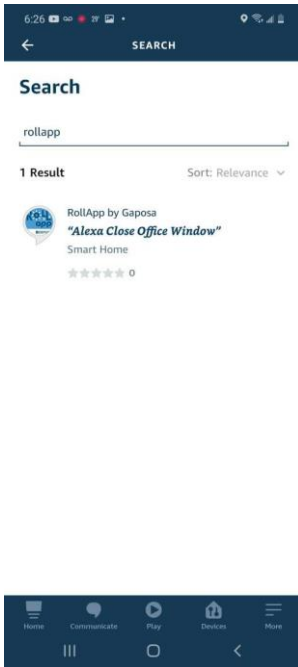 6:26
SEARCH
Search
rollapp
1 Result
Sort: Relevance
RollApp by Gaposa
"Alexa Close Office Window"
Smart Home
0
Home
Communicate
Play
Devices
More